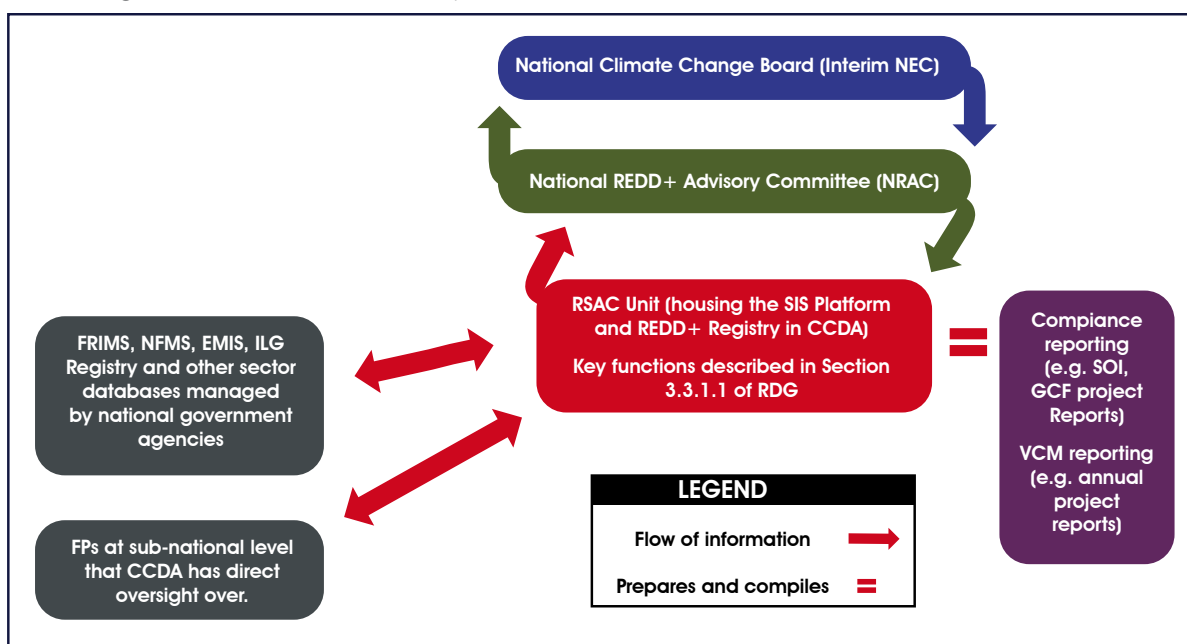 National Climate Change Board (Interim NEC)
National REDD+ Advisory Committee (NRAC)
RSAC Unit (housing the SIS Platform
and REDD+ Registry in CCDA)
Key functions described in Section
3.3.1.1 of RDG
FRIMS, NFMS, EMIS, ILG
Registry and other sector
databases managed
by national government
agencies
FPs at sub-national level
that CCDA has direct
oversight over.
Compliance
reporting
(e.g. SOI,
GCF project
Reports)
VCM reporting
(e.g. annual
project
reports)
LEGEND
Flow of information
Prepares and compiles